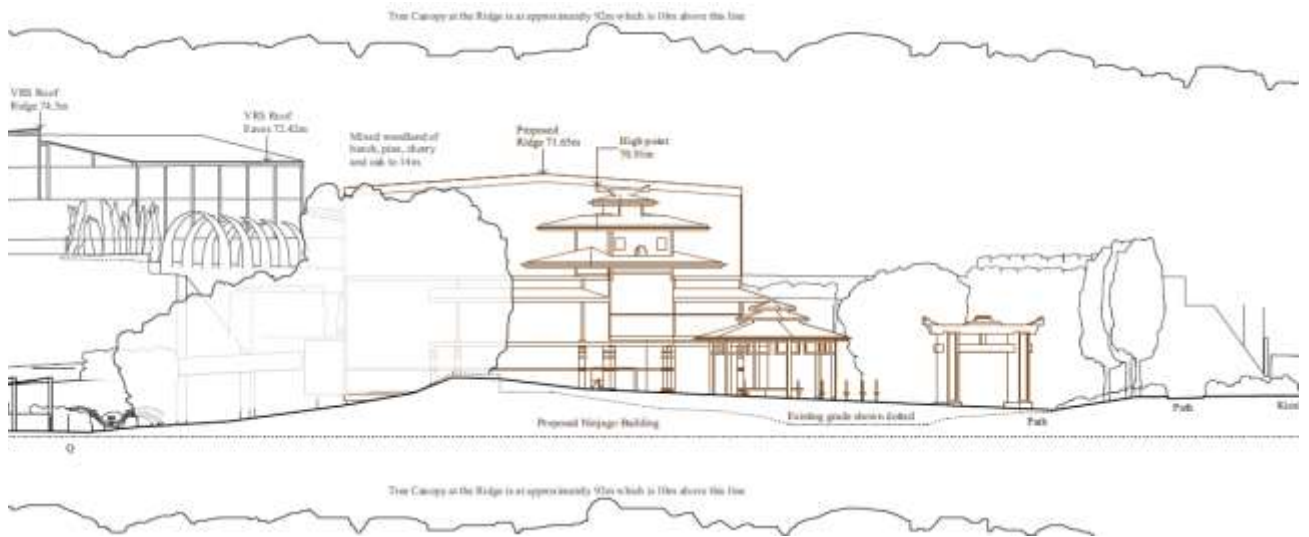 Tree Canopy at the Ridge is at approximately 92m which is 10m above this line
VRS Roof
Ridge 74.5m
VRS Roof
Eaves 72.42m
Mixed woodland of
beech, pine, cherry
and oak to 14m
Proposed
Ridge 71.65m
High point
70.91m
Existing grade shown dotted
Proposed Ninjago Building
Path
Path
Q
Tree Canopy at the Ridge is at approximately 92m which is 10m above this line